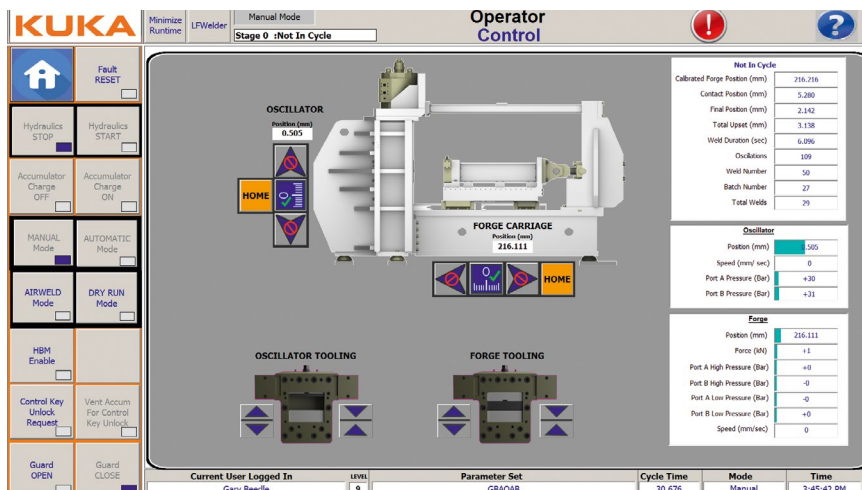 KUKA
Minimize
Runtime
LFWelder
Manual Mode
Stage 0 :Not In Cycle
Operator
Control
!
?
Fault
RESET
Hydraulics
STOP
Hydraulics
START
Accumulator
Charge
OFF
Accumulator
Charge
ON
MANUAL
Mode
AUTOMATIC
Mode
AIRWELD
Mode
DRY RUN
Mode
HBM
Enable
Control Key
Unlock
Request
Vent Accum
For Control
Key Unlock
Guard
OPEN
Guard
CLOSE
OSCILLATOR
Position (mm)
0.505
HOME
0
FORGE CARRIAGE
Position (mm)
216.111
0
HOME
OSCILLATOR TOOLING
FORGE TOOLING
Not In Cycle
Calibrated Forge Position (mm) 216.216
Contact Position (mm) 5.280
Final Position (mm) 2.142
Total Upset (mm) 3.138
Weld Duration (sec) 6.096
Oscillations 109
Weld Number 50
Batch Number 27
Total Welds 29
Oscillator
Position (mm) 0.505
Speed (mm/ sec) 0
Port A Pressure (Bar) +30
Port B Pressure (Bar) +31
Forge
Position (mm) 216.111
Force (kN) +1
Port A High Pressure (Bar) +0
Port B High Pressure (Bar) -0
Port A Low Pressure (Bar) -0
Port B Low Pressure (Bar) +0
Speed (mm/sec) 0
Current User Logged In LEVEL Parameter Set Cycle Time Mode Time
Gary Beedle 9 GBAOAB 30.676 Manual 3:45:42 PM